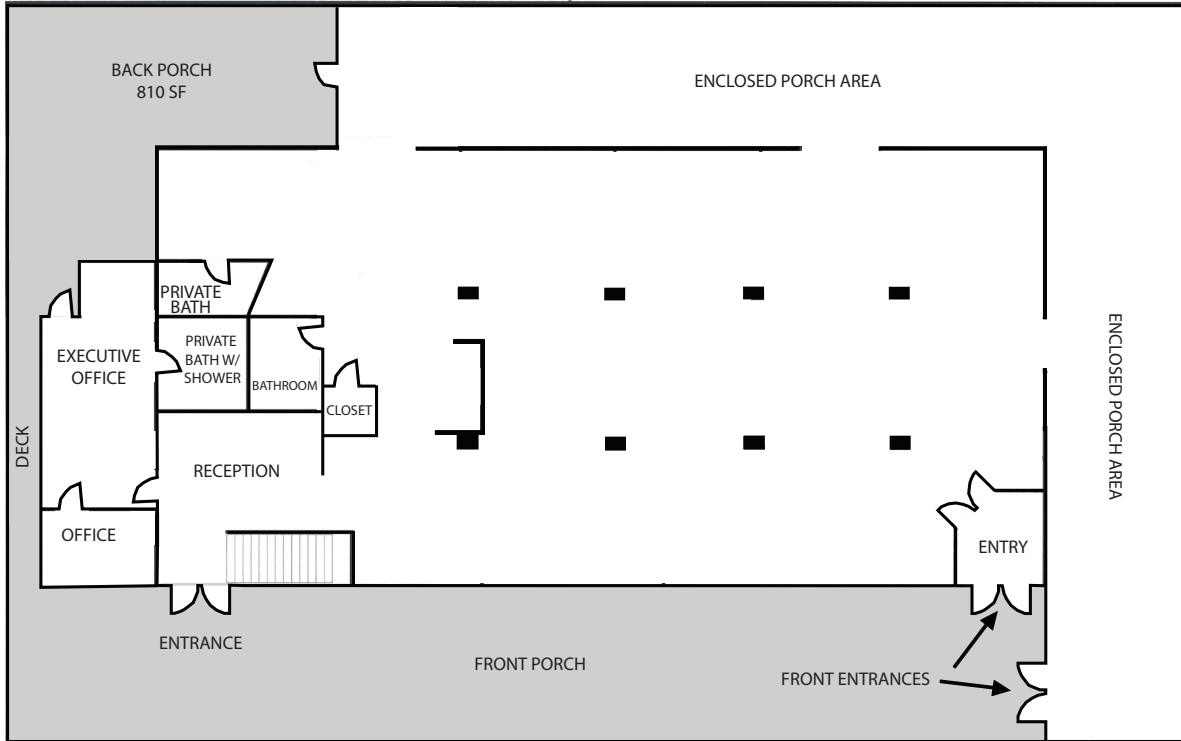 BACK PORCH
810 SF
ENCLOSED PORCH AREA
PRIVATE
BATH
EXECUTIVE
OFFICE
PRIVATE
BATH W/
SHOWER
BATHROOM
CLOSET
ENCLOSED PORCH AREA
DECK
RECEPTION
OFFICE
ENTRY
ENTRANCE
FRONT PORCH
FRONT ENTRANCES